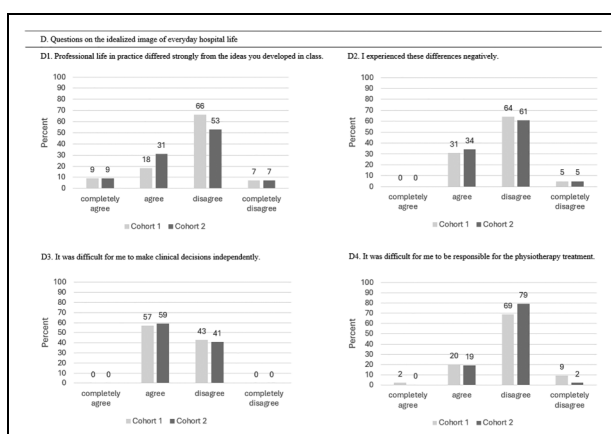 D. Questions on the idealized image of everyday hospital life
D1. Professional life in practice differed strongly from the ideas you developed in class.
100
90
80
70
60
50
40
30
20
10
0
Percent
9 9
18 31
66 53
7 7
completely agree
agree
disagree
completely disagree
Cohort 1 Cohort 2
D2. I experienced these differences negatively.
100
90
80
70
60
50
40
30
20
10
0
Percent
0 0
31 34
64 61
5 5
completely agree
agree
disagree
completely disagree
Cohort 1 Cohort 2
D3. It was difficult for me to make clinical decisions independently.
100
90
80
70
60
50
40
30
20
10
0
Percent
0 0
57 59
43 41
0 0
completely agree
agree
disagree
completely disagree
Cohort 1 Cohort 2
D4. It was difficult for me to be responsible for the physiotherapy treatment.
100
90
80
70
60
50
40
30
20
10
0
Percent
2 0
20 19
69 79
9 2
completely agree
agree
disagree
completely disagree
Cohort 1 Cohort 2